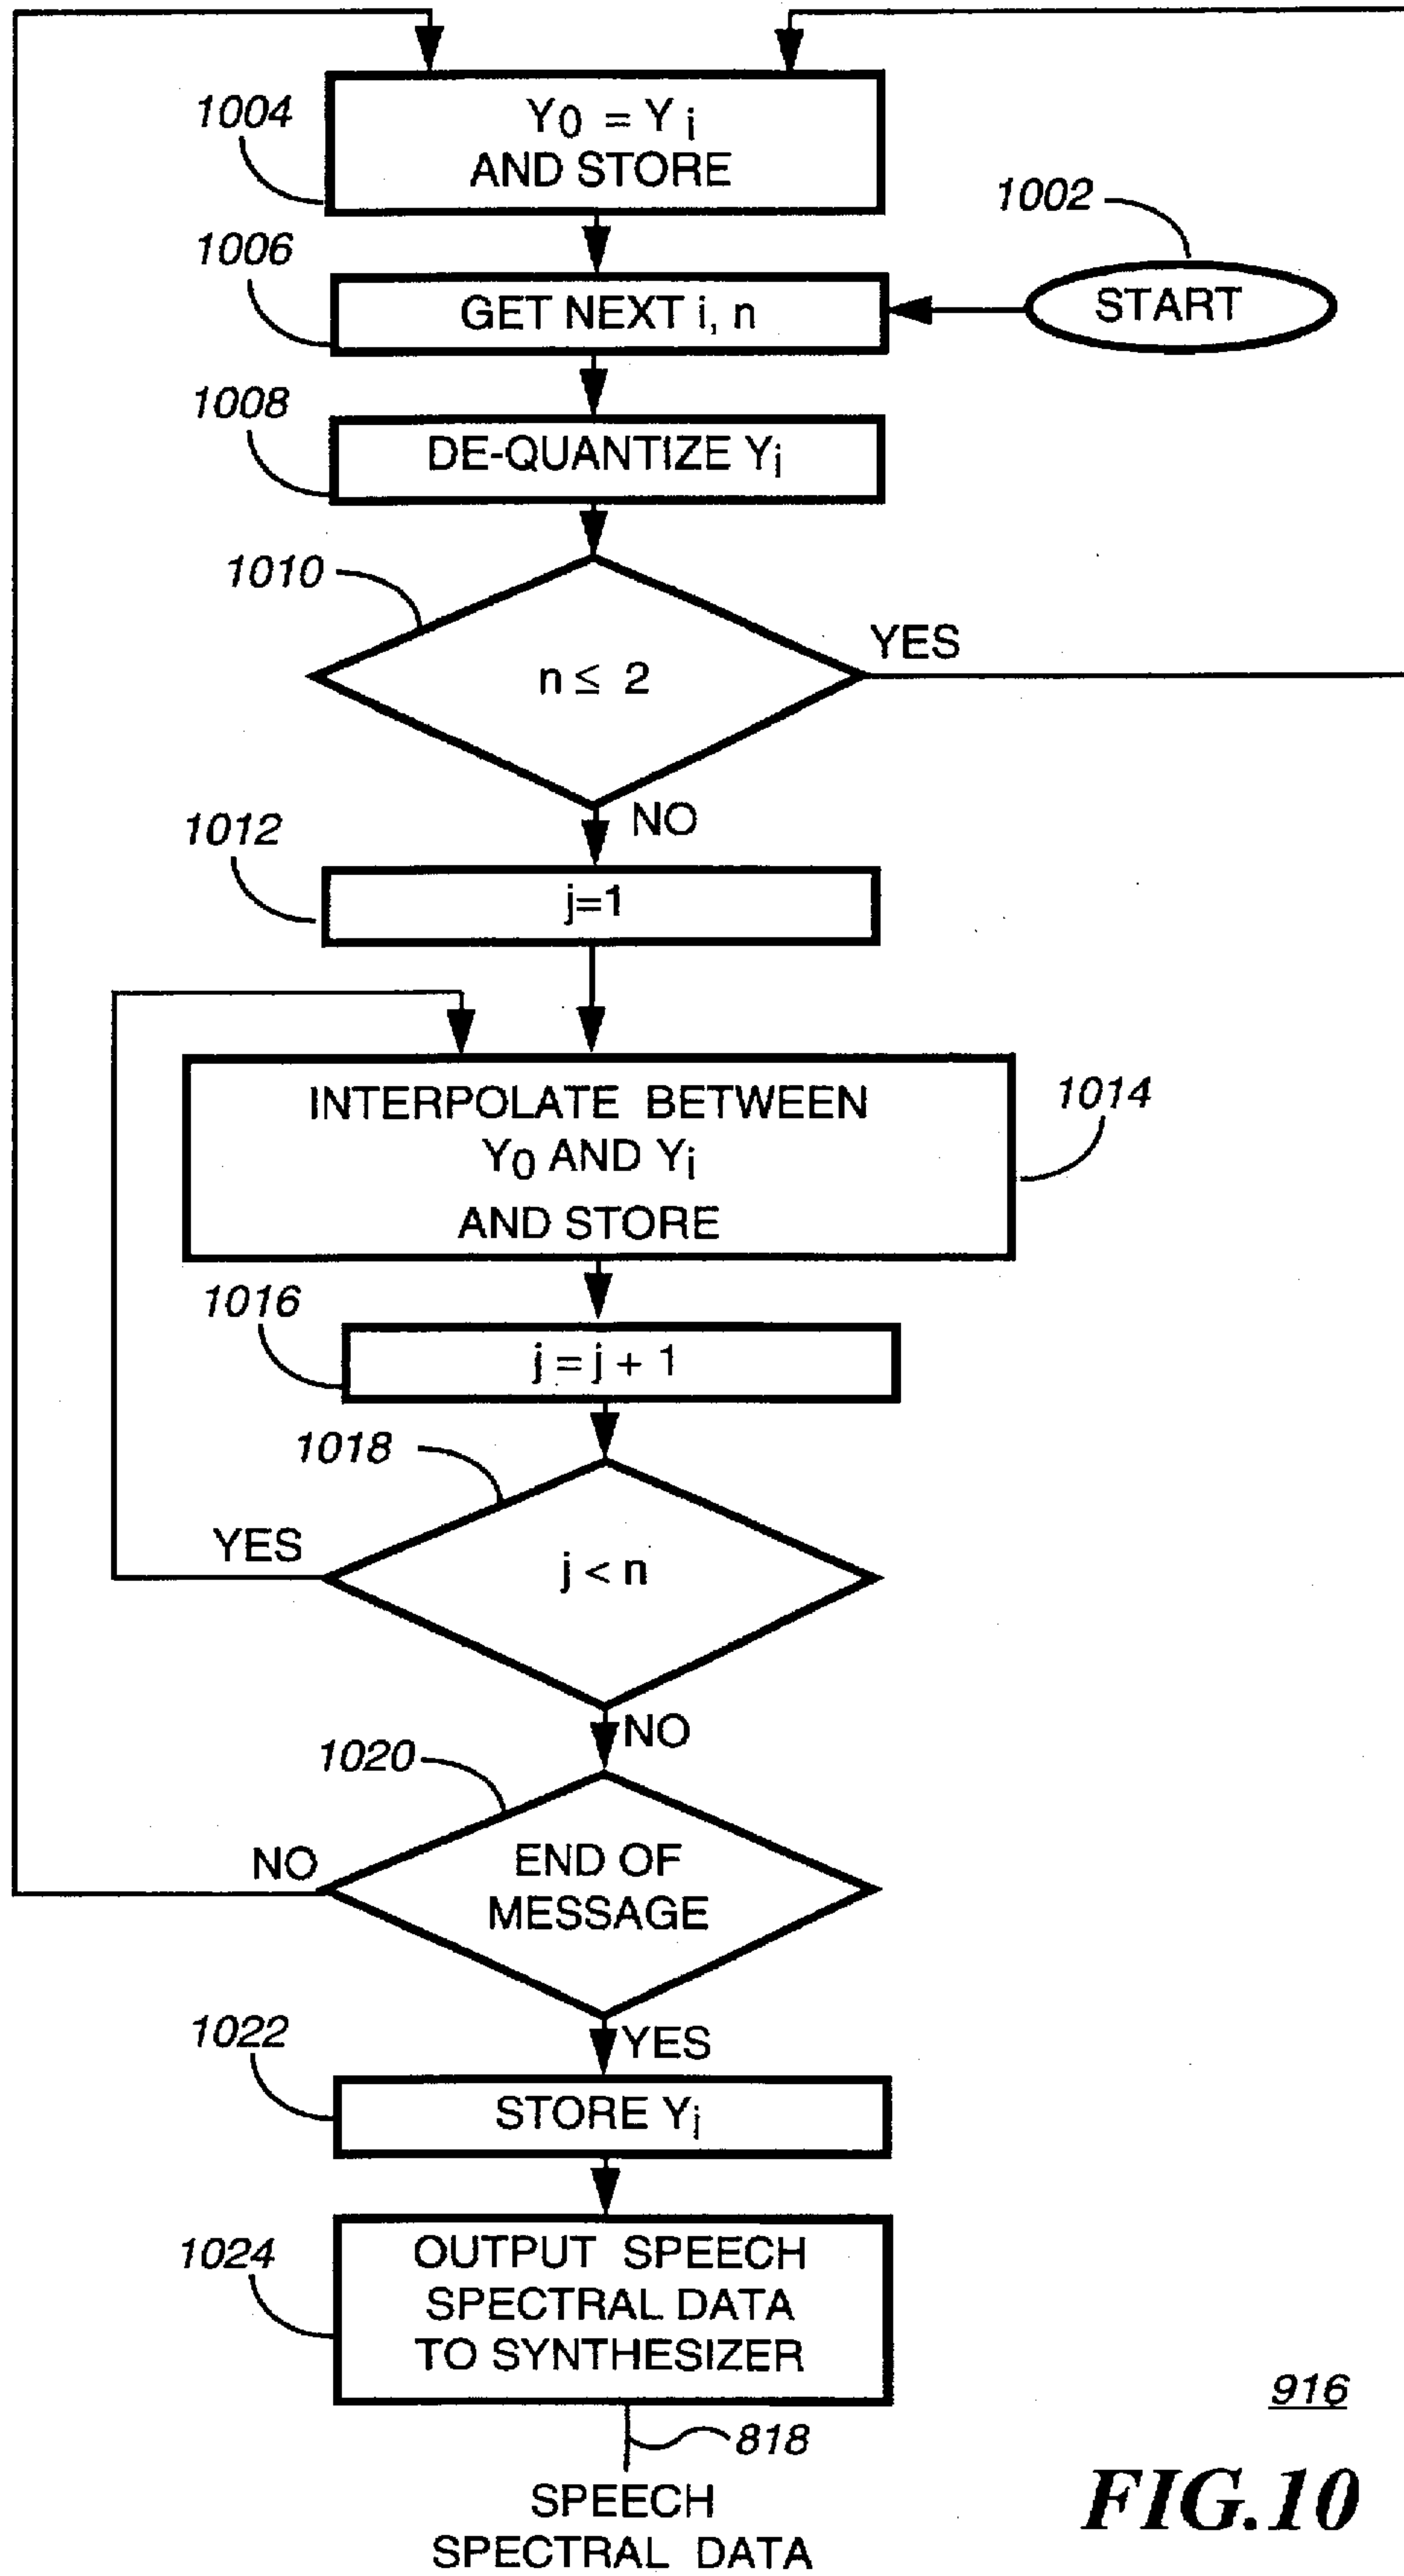 1004
Y0 = Yi
AND STORE
1002
START
1006
GET NEXT i, n
1008
DE-QUANTIZE Yi
1010
n ≤ 2
YES
NO
1012
j=1
INTERPOLATE BETWEEN
Y0 AND Yi
AND STORE
1014
1016
j = j + 1
1018
j < n
YES
NO
1020
END OF
MESSAGE
NO
YES
1022
STORE Yj
1024
OUTPUT SPEECH
SPECTRAL DATA
TO SYNTHESIZER
818
SPEECH
SPECTRAL DATA
916
FIG.10